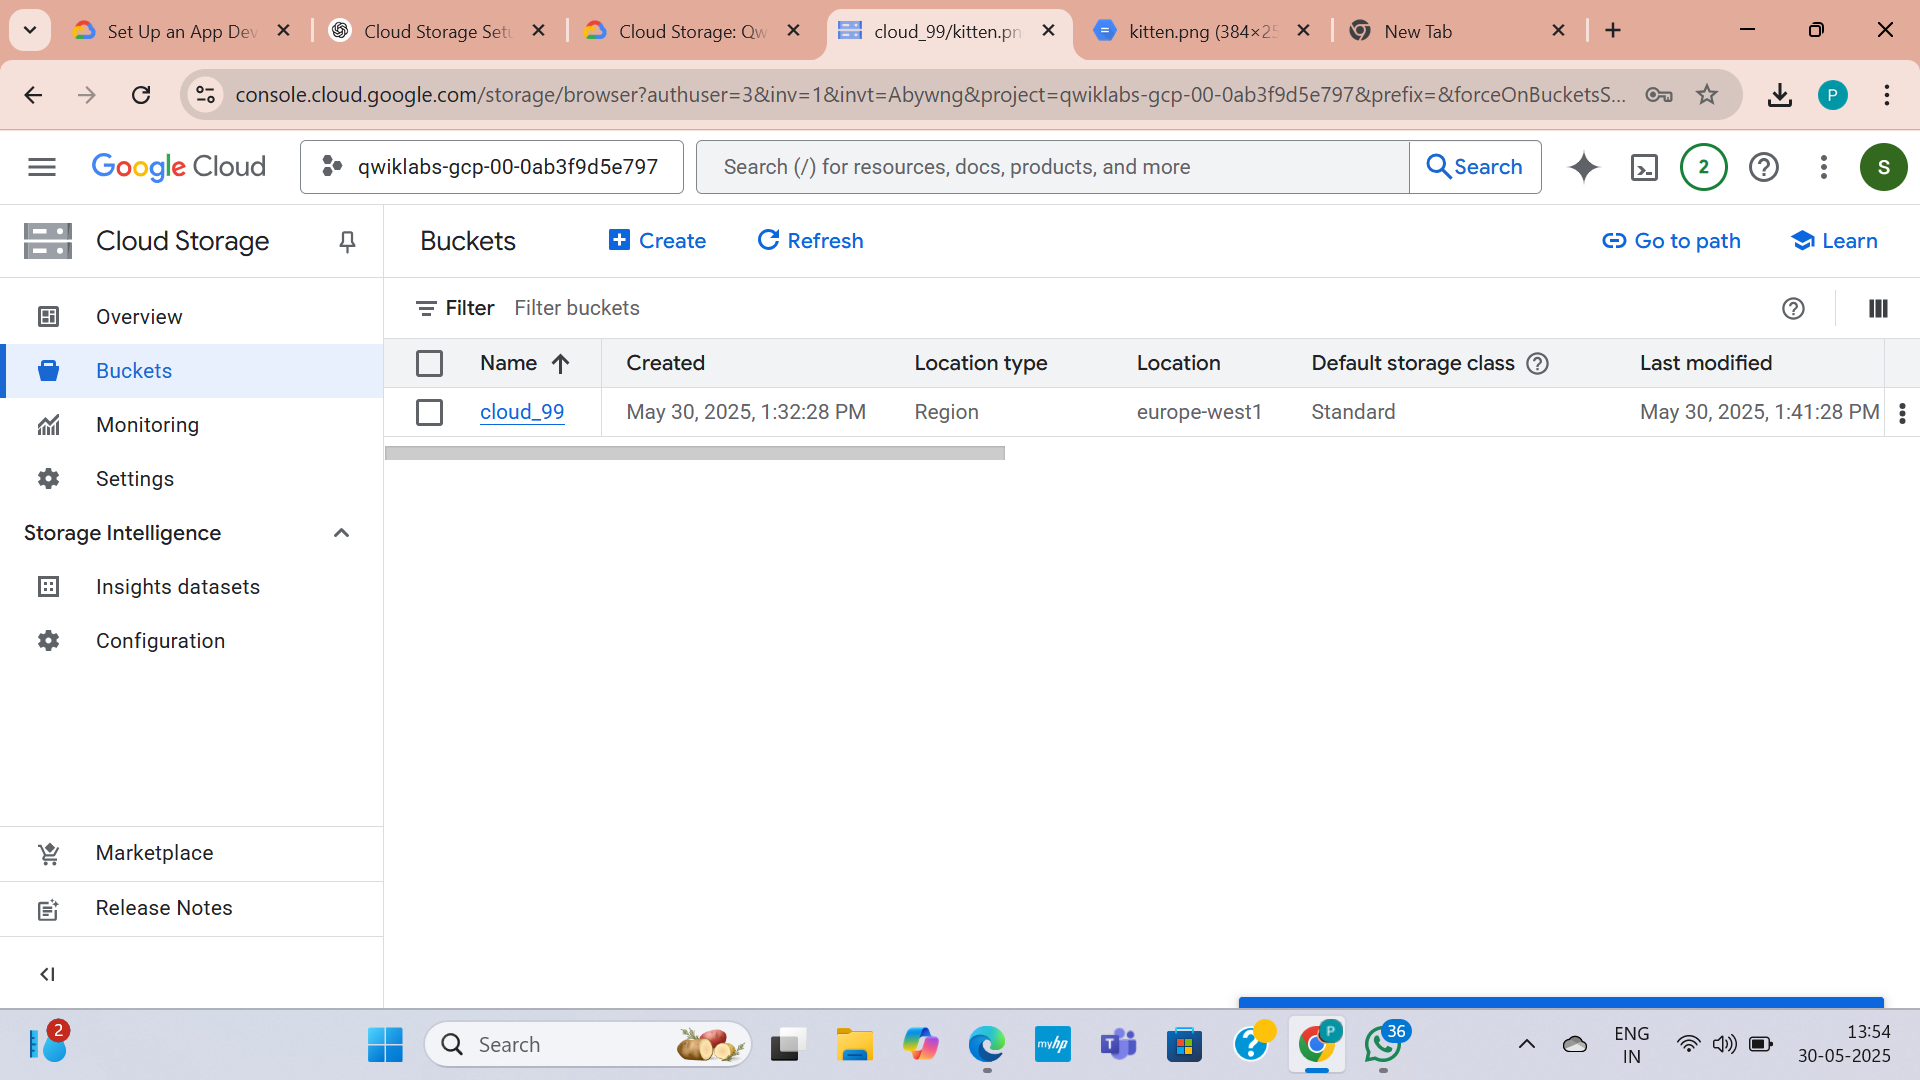 Set Up an App Dev
Cloud Storage Setu
Cloud Storage: Qw
cloud_99/kitten.pn
kitten.png (384×25
New Tab
console.cloud.google.com/storage/browser?authuser=3&inv=1&invt=Abywng&project=qwiklabs-gcp-00-0ab3f9d5e797&prefix=&forceOnBucketsS...
P
Google Cloud
qwiklabs-gcp-00-0ab3f9d5e797
Search (/) for resources, docs, products, and more
Search
2
S
Cloud Storage
Buckets
Create
Refresh
Go to path
Learn
Overview
Buckets
Monitoring
Settings
Storage Intelligence
Insights datasets
Configuration
Marketplace
Release Notes
Filter Filter buckets
Name Created Location type Location Default storage class Last modified
cloud_99 May 30, 2025, 1:32:28 PM Region europe-west1 Standard May 30, 2025, 1:41:28 PM
2
Search
myhp
T
P
36
ENG
IN
13:54
30-05-2025